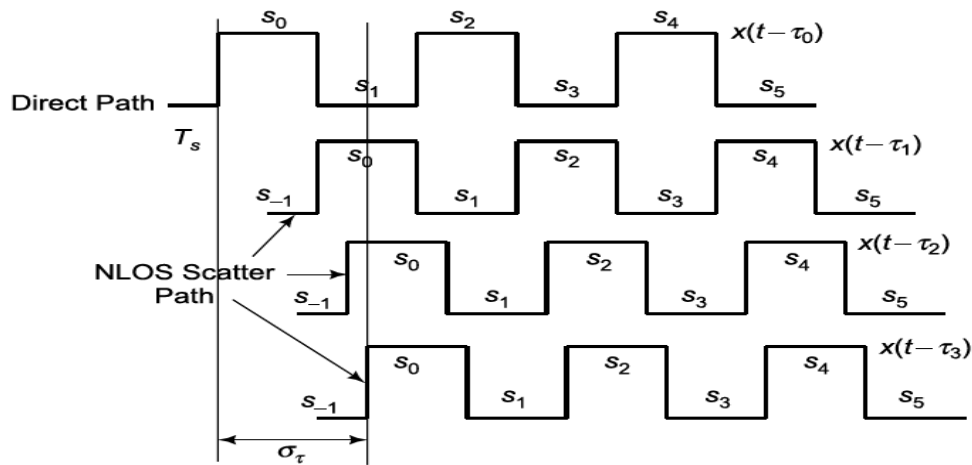 s₀ s₂ s₄ x(t−τ₀)
Direct Path s₁ s₃ s₅
Tₛ
s₀ s₂ s₄ x(t−τ₁)
s₋₁ s₁ s₃ s₅
s₀ s₂ s₄ x(t−τ₂)
NLOS Scatter
Path
s₋₁ s₁ s₃ s₅
s₀ s₂ s₄ x(t−τ₃)
s₋₁ s₁ s₃ s₅
σ_τ